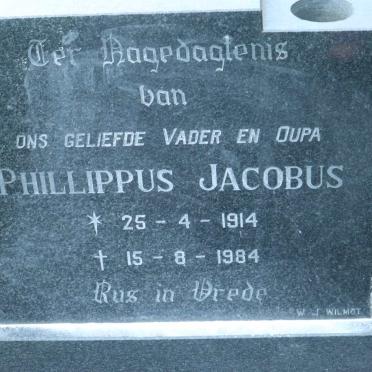 Ter Nagedagtenis
van
ONS GELIEFDE VADER EN OUPA
PHILLIPPUS JACOBUS
* 25 - 4 - 1914
† 15 - 8 - 1984
Rus in Vrede
W J WILMOT